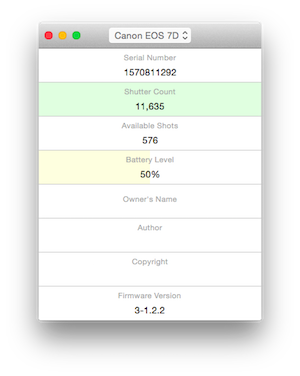 Canon EOS 7D
Serial Number
1570811292
Shutter Count
11,635
Available Shots
576
Battery Level
50%
Owner's Name
Author
Copyright
Firmware Version
3-1.2.2